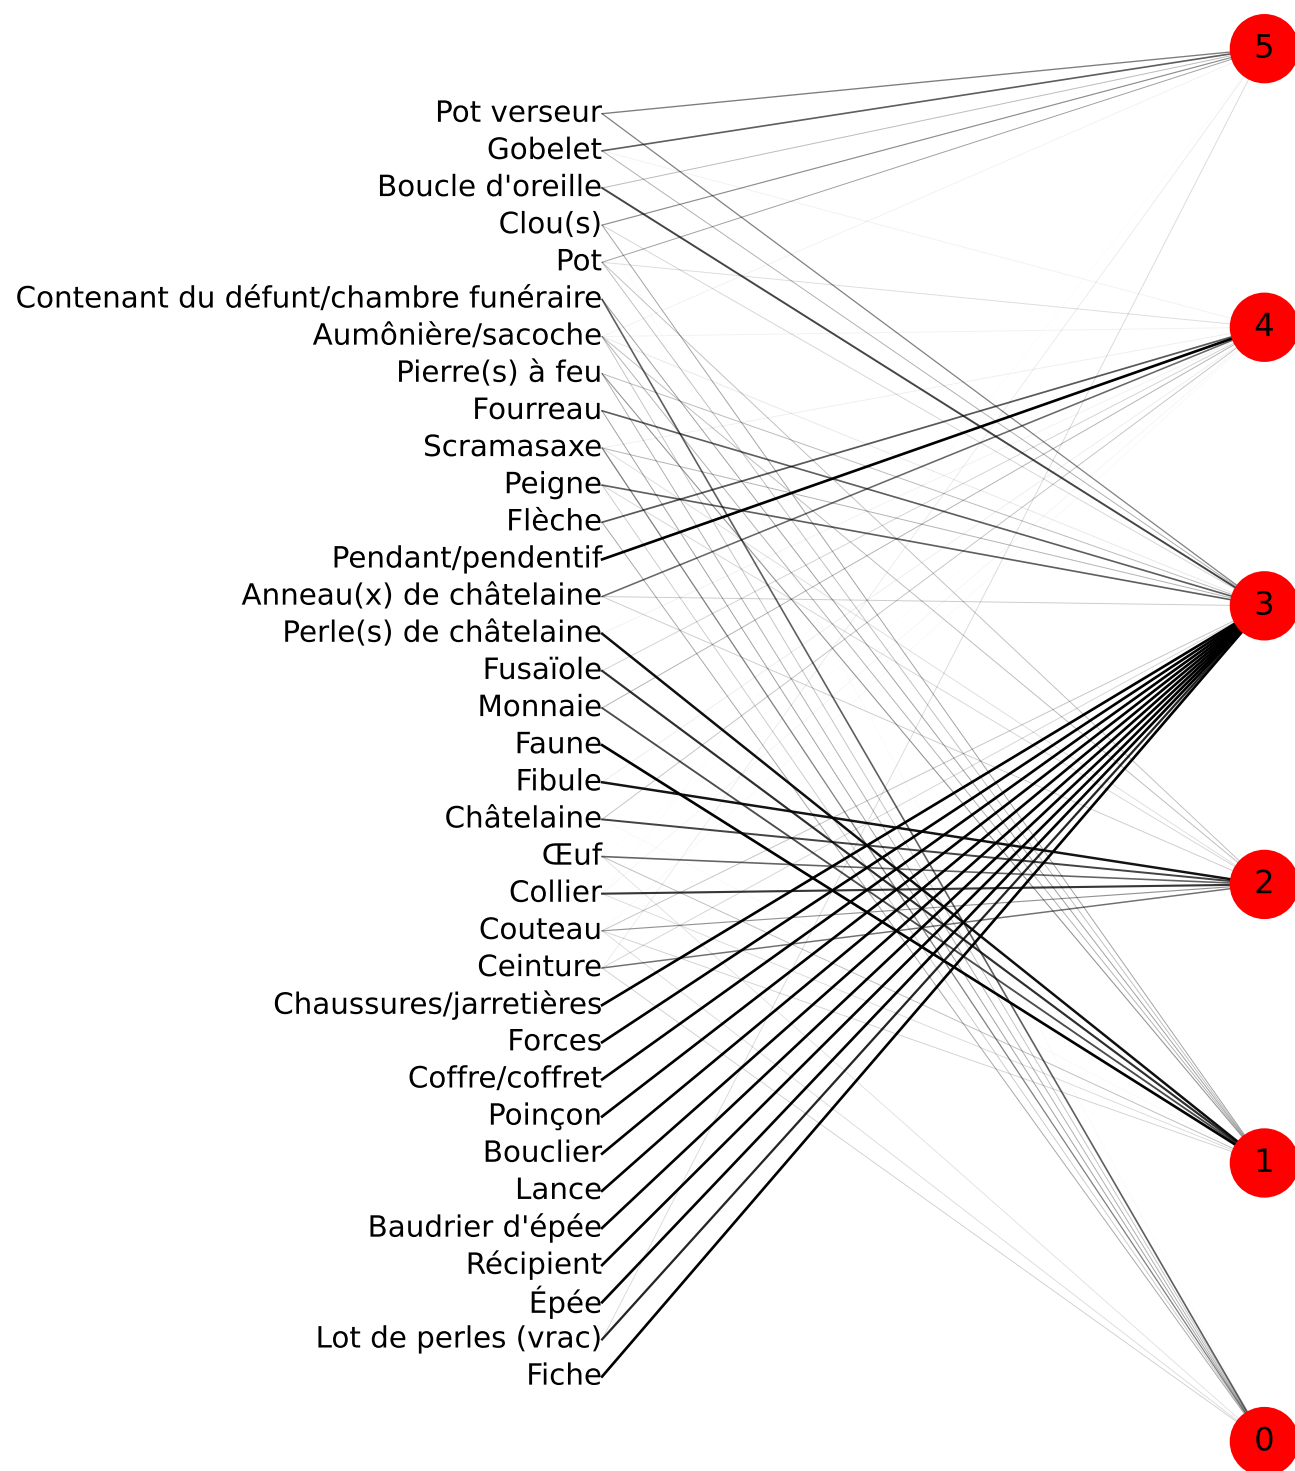 5
Pot verseur
Gobelet
Boucle d'oreille
Clou(s)
Pot
Contenant du défunt/chambre funéraire
4
Aumônière/sacoche
Pierre(s) à feu
Fourreau
Scramasaxe
Peigne
Flèche
Pendant/pendentif
Anneau(x) de châtelaine
3
Perle(s) de châtelaine
Fusaïole
Monnaie
Faune
Fibule
Châtelaine
Œuf
2
Collier
Couteau
Ceinture
Chaussures/jarretières
Forces
Coffre/coffret
Poinçon
Bouclier
1
Lance
Baudrier d'épée
Récipient
Épée
Lot de perles (vrac)
Fiche
0